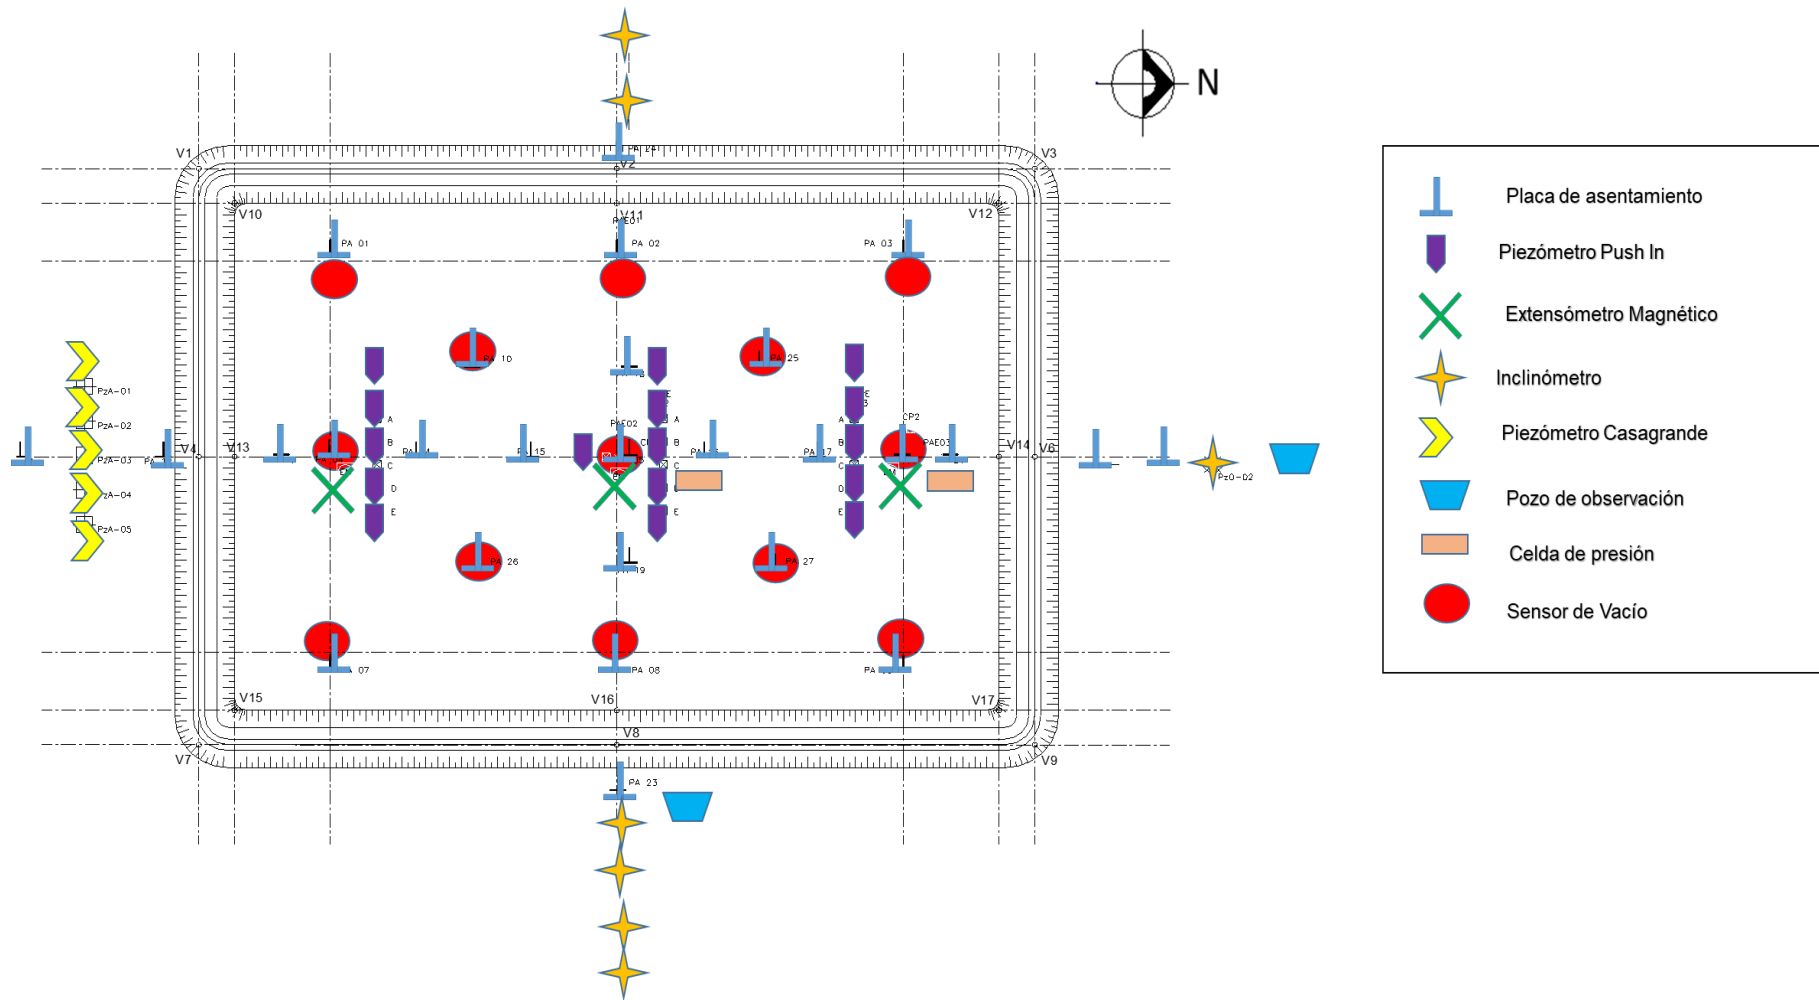 N
PA 24
V1
V2
V3
V10
V11
V12
PAE01
PA 01
PA 02
PA 03
PA 10
PA 25
PzA-01
PzA-02
PzA-03
PzA-04
PzA-05
A
B
C
D
E
PAE02
A
B
C
E
A
B
C
D
E
CP2
PAE03
V4
V13
V14
V6
15
17
PzO-02
PA 26
19
PA 27
07
PA 08
V15
V16
V17
V7
V8
V9
PA 23
Placa de asentamiento
Piezómetro Push In
Extensómetro Magnético
Inclinómetro
Piezómetro Casagrande
Pozo de observación
Celda de presión
Sensor de Vacío